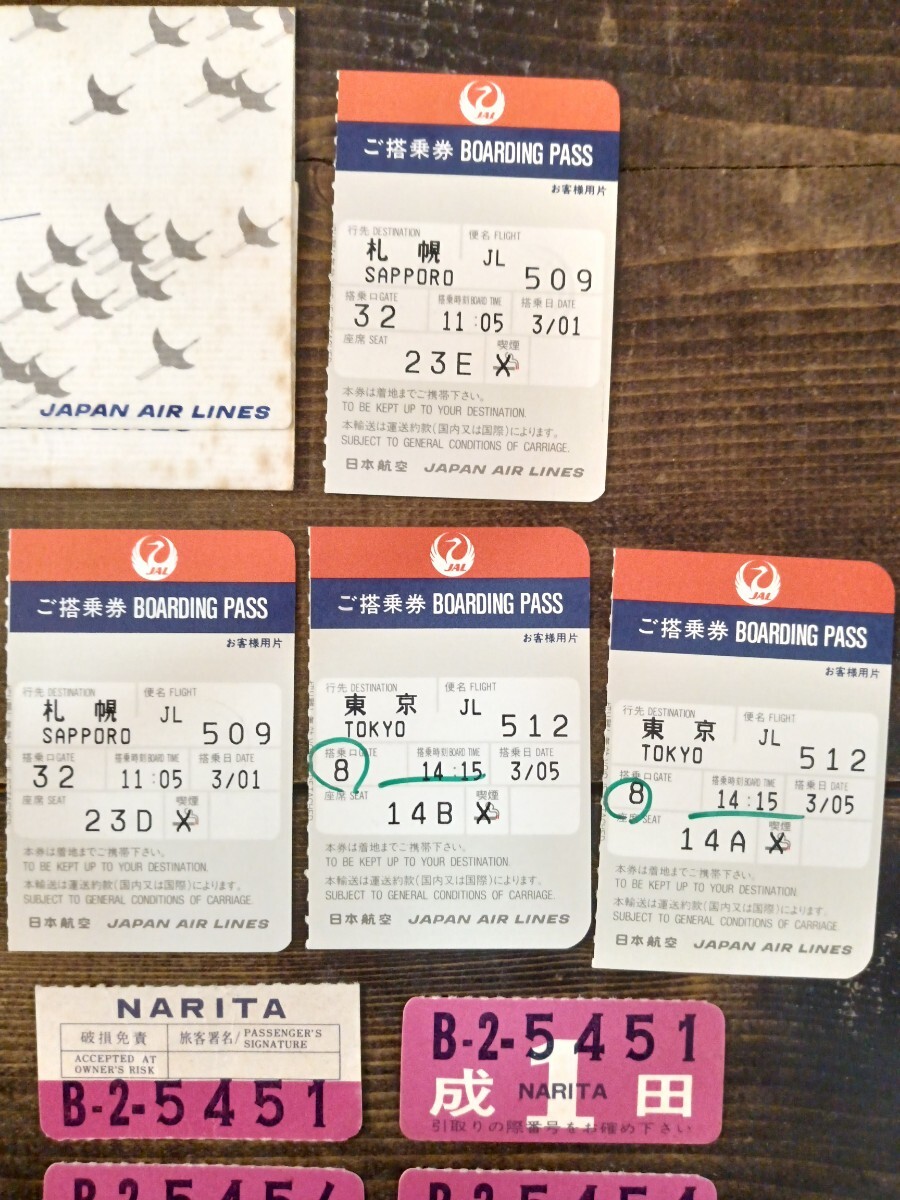 JAPAN AIR LINES
JAL
ご搭乗券 BOARDING PASS
お客様用片
行先 DESTINATION 便名 FLIGHT
札 幌 JL 509
SAPPORO
搭乗口 GATE 搭乗時刻 BOARD TIME 搭乗日 DATE
32 11:05 3/01
座席 SEAT 喫煙
23E
本券は着地までご携帯下さい。
TO BE KEPT UP TO YOUR DESTINATION.
本輸送は運送約款(国内又は国際)によります。
SUBJECT TO GENERAL CONDITIONS OF CARRIAGE.
日本航空 JAPAN AIR LINES
JAL
ご搭乗券 BOARDING PASS
お客様用片
行先 DESTINATION 便名 FLIGHT
札 幌 JL 509
SAPPORO
搭乗口 GATE 搭乗時刻 BOARD TIME 搭乗日 DATE
32 11:05 3/01
座席 SEAT 喫煙
23D
本券は着地までご携帯下さい。
TO BE KEPT UP TO YOUR DESTINATION.
本輸送は運送約款(国内又は国際)によります。
SUBJECT TO GENERAL CONDITIONS OF CARRIAGE.
日本航空 JAPAN AIR LINES
JAL
ご搭乗券 BOARDING PASS
お客様用片
行先 DESTINATION 便名 FLIGHT
東 京 JL 512
TOKYO
搭乗口 GATE 搭乗時刻 BOARD TIME 搭乗日 DATE
8 14:15 3/05
座席 SEAT 喫煙
14B
本券は着地までご携帯下さい。
TO BE KEPT UP TO YOUR DESTINATION.
本輸送は運送約款(国内又は国際)によります。
SUBJECT TO GENERAL CONDITIONS OF CARRIAGE.
日本航空 JAPAN AIR LINES
JAL
ご搭乗券 BOARDING PASS
お客様用片
行先 DESTINATION 便名 FLIGHT
東 京 JL 512
TOKYO
搭乗口 GATE 搭乗時刻 BOARD TIME 搭乗日 DATE
8 14:15 3/05
座席 SEAT 喫煙
14A
本券は着地までご携帯下さい。
TO BE KEPT UP TO YOUR DESTINATION.
本輸送は運送約款(国内又は国際)によります。
SUBJECT TO GENERAL CONDITIONS OF CARRIAGE
日本航空 JAPAN AIR LINES
NARITA
破損免責 旅客署名/PASSENGER'S SIGNATURE
ACCEPTED AT
OWNER'S RISK
B-2-5451
B-2-5451
成 1 田
NARITA
引取りの際番号をお確め下さい